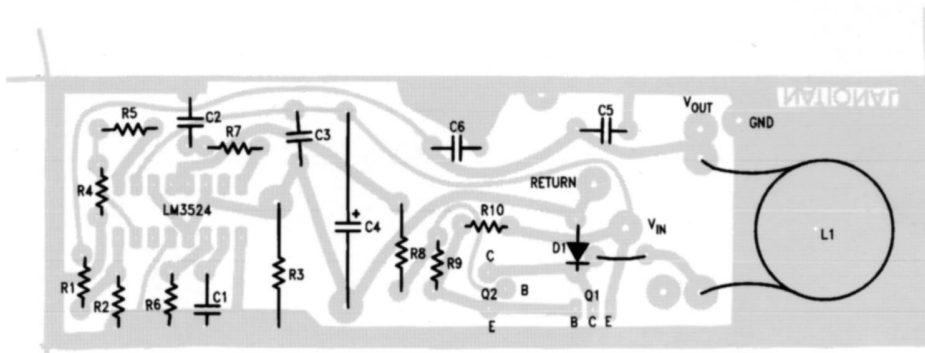 NATIONAL
R5
C2
R7
C3
C6
C5
VOUT
GND
R4
LM3524
RETURN
R10
VIN
L1
C4
D1
R1
R2
R6
C1
R3
R8
R9
C
Q2
B
Q1
E
B C E